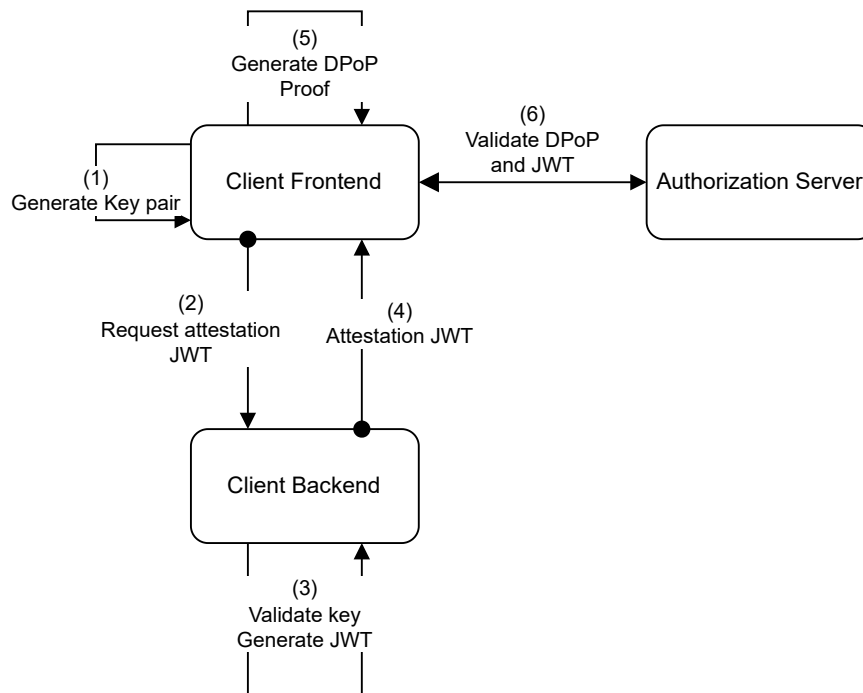 (5)
Generate DPoP
Proof
(6)
Validate DPoP
and JWT
Client Frontend
Authorization Server
(1)
Generate Key pair
(2)
Request attestation
JWT
(4)
Attestation JWT
Client Backend
(3)
Validate key
Generate JWT